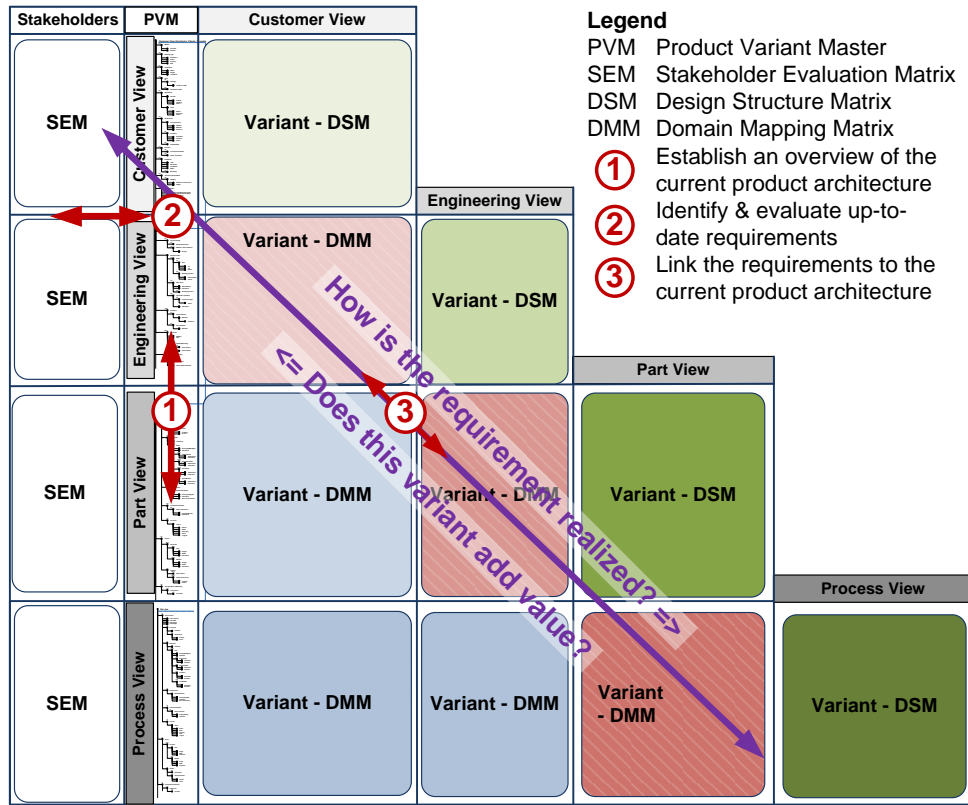 Stakeholders PVM Customer View
Legend
PVM Product Variant Master
SEM Stakeholder Evaluation Matrix
DSM Design Structure Matrix
DMM Domain Mapping Matrix
1 Establish an overview of the
current product architecture
2 Identify & evaluate up-to-
date requirements
3 Link the requirements to the
current product architecture
SEM
Customer View
Variant - DSM
Engineering View
2
SEM
Engineering View
Variant - DMM
Variant - DSM
How is the requirement realized? =>
<= Does this variant add value?
Part View
1
3
SEM
Part View
Variant - DMM
Variant - DMM
Variant - DSM
Process View
SEM
Process View
Variant - DMM
Variant - DMM
Variant
- DMM
Variant - DSM